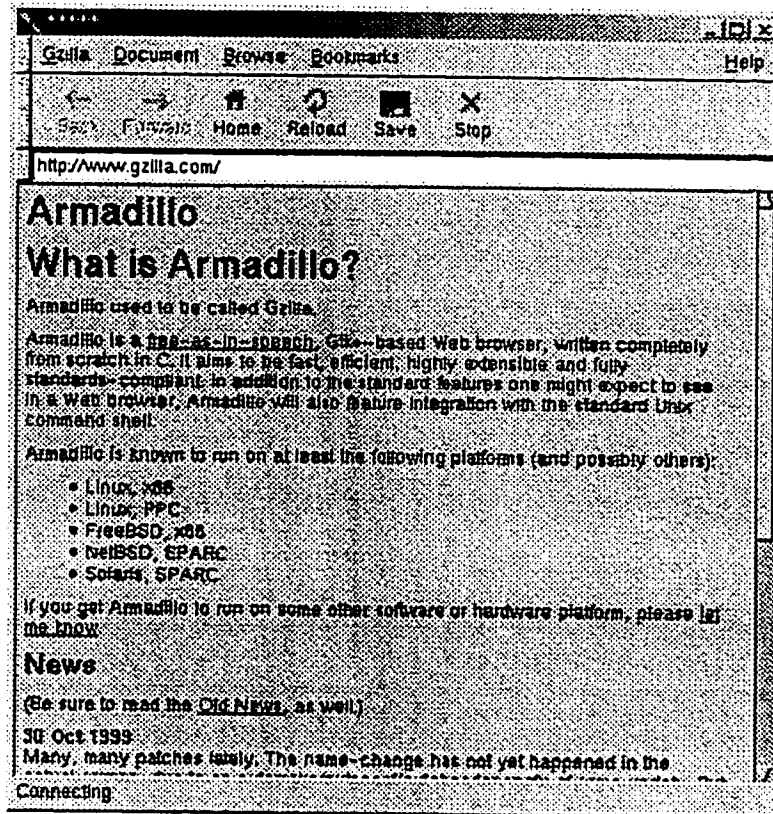 Gzilla Document Browse Bookmarks Help
Back Forward Home Reload Save Stop
http://www.gzilla.com/
Armadillo
What is Armadillo?
Armadillo used to be called Gzilla.
Armadillo is a free-as-in-speech, Gtk--based Web browser, written completely
from scratch in C. It aims to be fast, efficient, highly extensible and fully
standards-compliant. In addition to the standard features one might expect to see
in a Web browser, Armadillo will also feature integration with the standard Unix
command shell.
Armadillo is known to run on at least the following platforms (and possibly others):
• Linux, x86
• Linux, PPC
• FreeBSD, x86
• NetBSD, SPARC
• Solaris, SPARC
If you get Armadillo to run on some other software or hardware platform, please let
me know.
News
(Be sure to read the Old News, as well.)
30 Oct 1999
Many, many patches lately. The name-change has not yet happened in the
Connecting